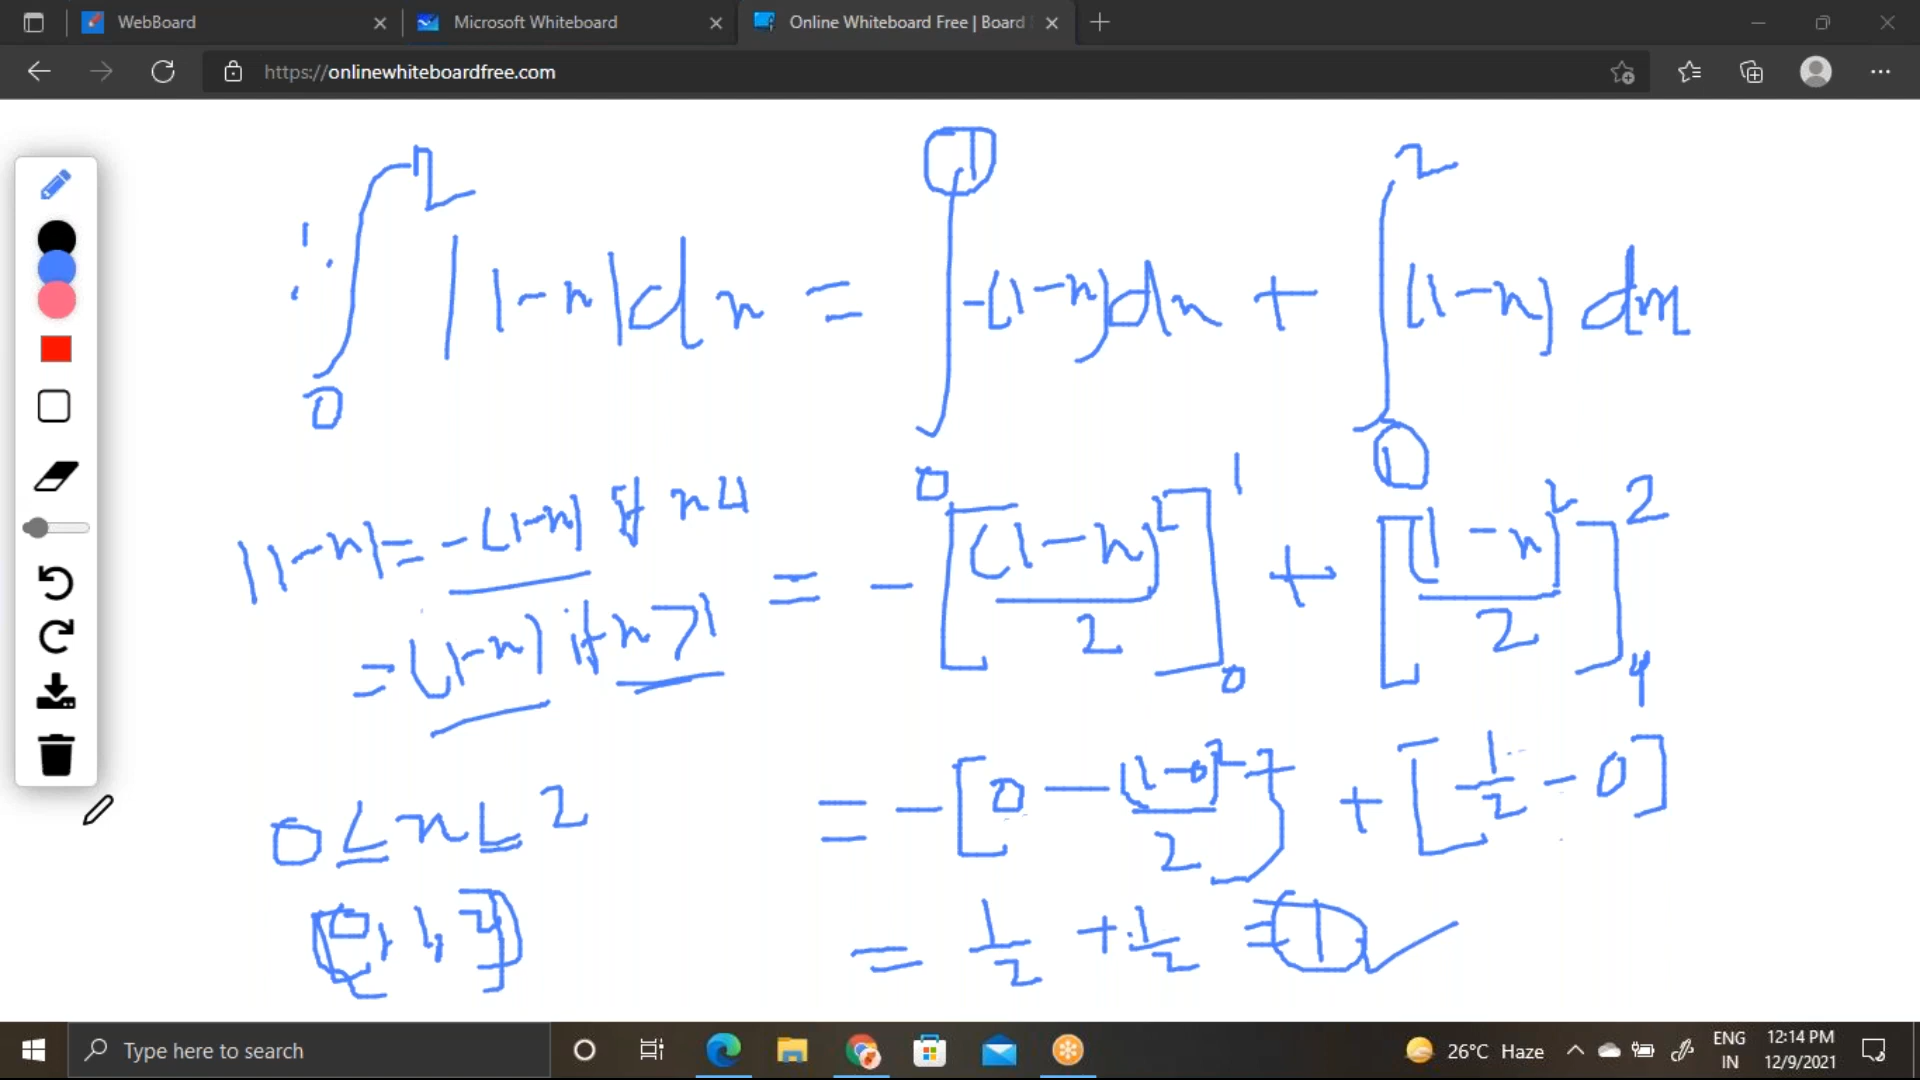 WebBoard
Microsoft Whiteboard
Online Whiteboard Free | Board
https://onlinewhiteboardfree.com
∴ ∫₀² |1-x|dx = ∫₀¹ -(1-x)dx + ∫₁² (1-x) dx
|1-x| = -(1-x) if x<1
= (1-x) if x>1
= - [(1-x)²/2]₀¹ + [(1-x)²/2]₁²
0 ≤ x ≤ 2
= - [0 - (1-0)²/2] + [1/2 - 0]
= 1/2 + 1/2 = 1
Type here to search
26°C Haze
ENG
IN
12:14 PM
12/9/2021